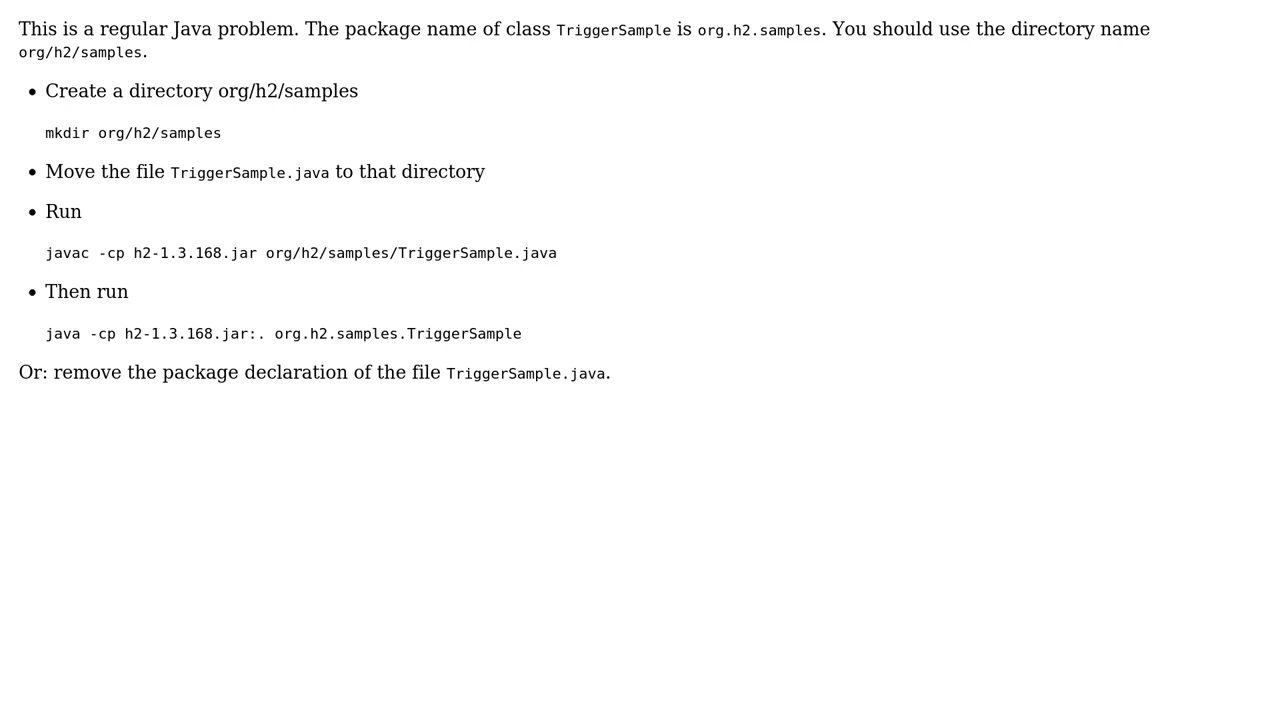 This is a regular Java problem. The package name of class TriggerSample is org.h2.samples. You should use the directory name
org/h2/samples.
• Create a directory org/h2/samples
mkdir org/h2/samples
• Move the file TriggerSample.java to that directory
• Run
javac -cp h2-1.3.168.jar org/h2/samples/TriggerSample.java
• Then run
java -cp h2-1.3.168.jar:. org.h2.samples.TriggerSample
Or: remove the package declaration of the file TriggerSample.java.